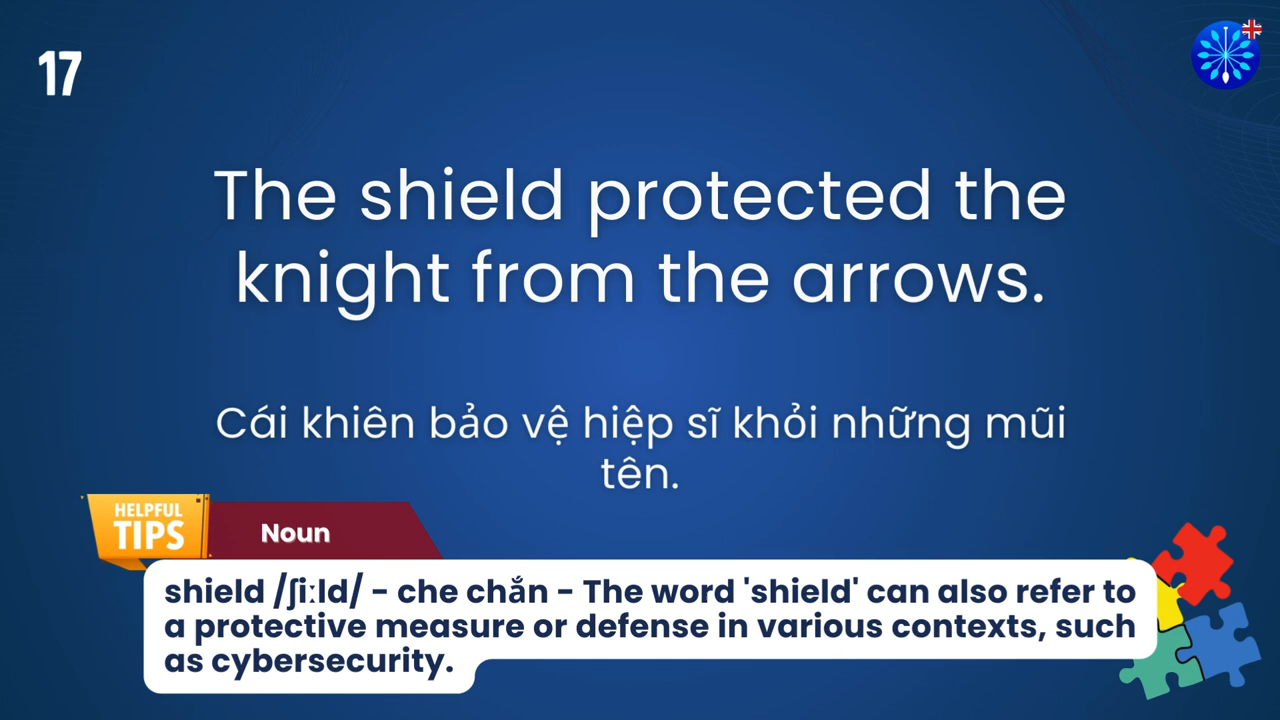 17
The shield protected the
knight from the arrows.
Cái khiên bảo vệ hiệp sĩ khỏi những mũi
tên.
HELPFUL
TIPS
Noun
shield /ʃiːld/ - che chắn - The word 'shield' can also refer to
a protective measure or defense in various contexts, such
as cybersecurity.